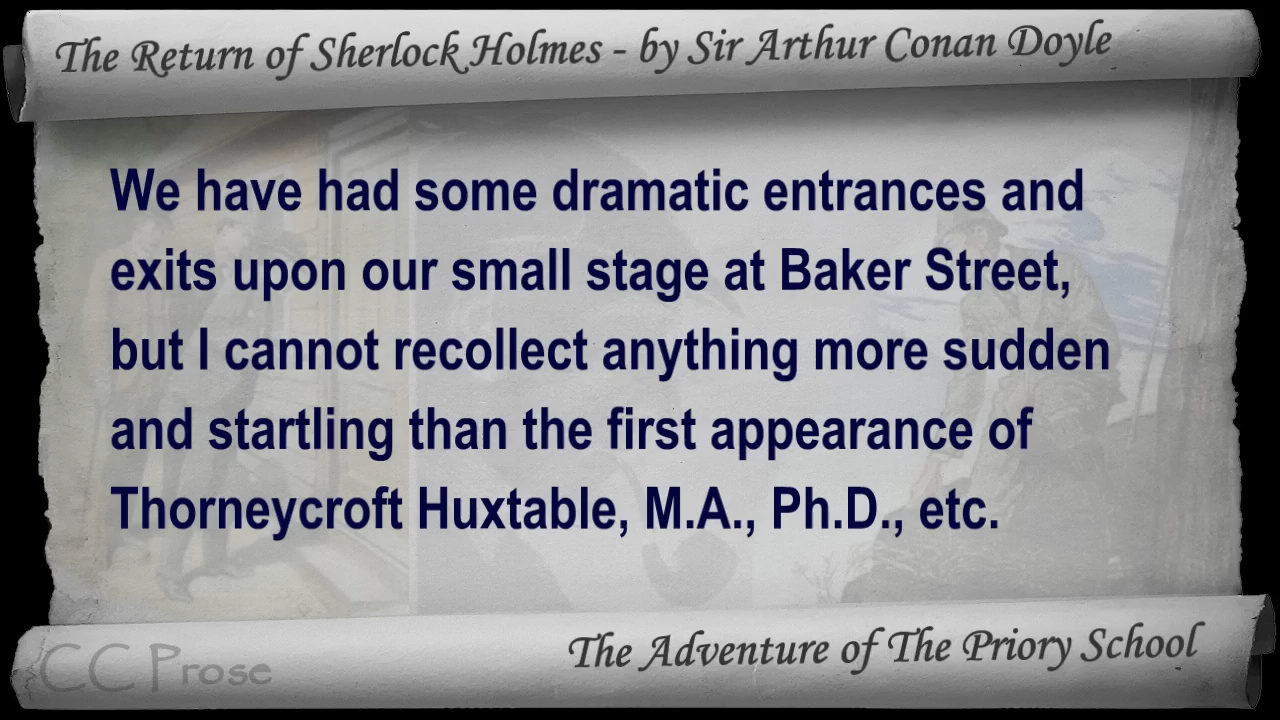 The Return of Sherlock Holmes - by Sir Arthur Conan Doyle
We have had some dramatic entrances and
exits upon our small stage at Baker Street,
but I cannot recollect anything more sudden
and startling than the first appearance of
Thorneycroft Huxtable, M.A., Ph.D., etc.
CC Prose
The Adventure of The Priory School